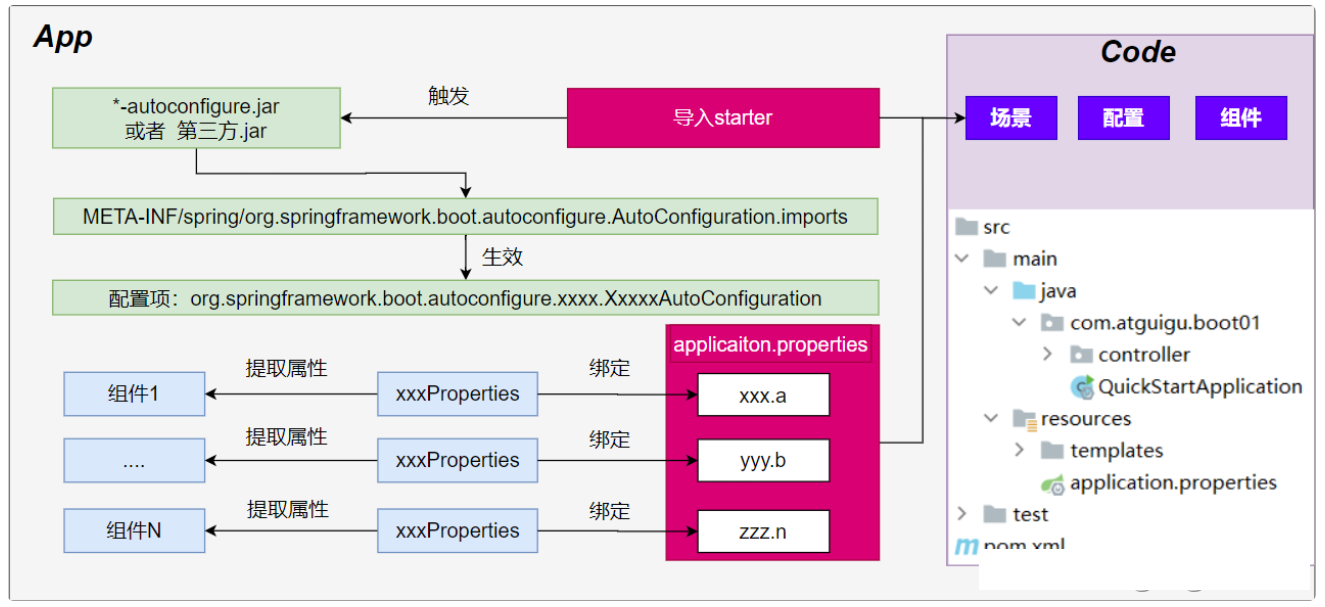 App
*-autoconfigure.jar
或者 第三方.jar
触发
导入starter
META-INF/spring/org.springframework.boot.autoconfigure.AutoConfiguration.imports
生效
配置项：org.springframework.boot.autoconfigure.xxxx.XxxxxAutoConfiguration
applicaiton.properties
组件1
提取属性
xxxProperties
绑定
xxx.a
....
提取属性
xxxProperties
绑定
yyy.b
组件N
提取属性
xxxProperties
绑定
zzz.n
Code
场景
配置
组件
src
main
java
com.atguigu.boot01
controller
QuickStartApplication
resources
templates
application.properties
test
pom.xml